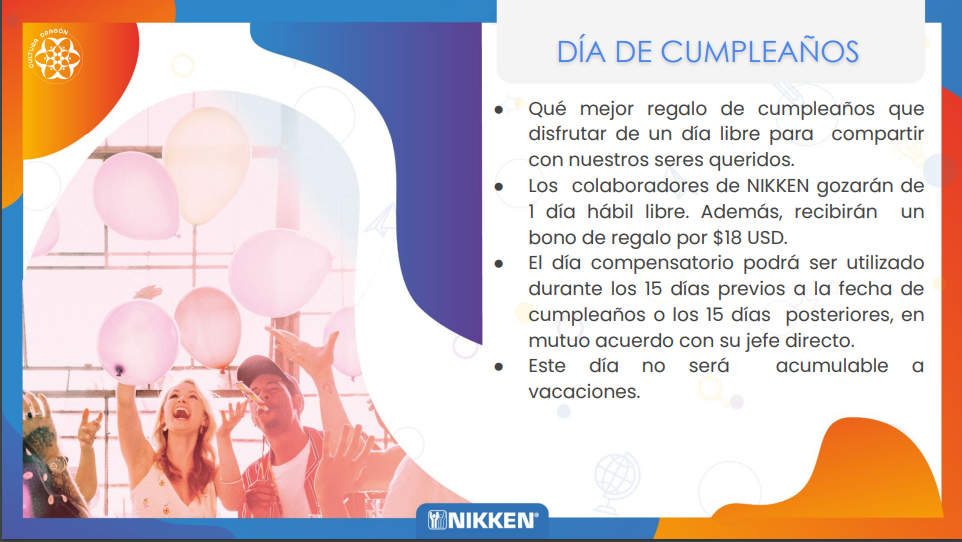 CULTURA DARGÓN
DÍA DE CUMPLEAÑOS
● Qué mejor regalo de cumpleaños que
disfrutar de un día libre para compartir
con nuestros seres queridos.
● Los colaboradores de NIKKEN gozarán de
1 día hábil libre. Además, recibirán un
bono de regalo por $18 USD.
● El día compensatorio podrá ser utilizado
durante los 15 días previos a la fecha de
cumpleaños o los 15 días posteriores, en
mutuo acuerdo con su jefe directo.
● Este día no será acumulable a
vacaciones.
NIKKEN®